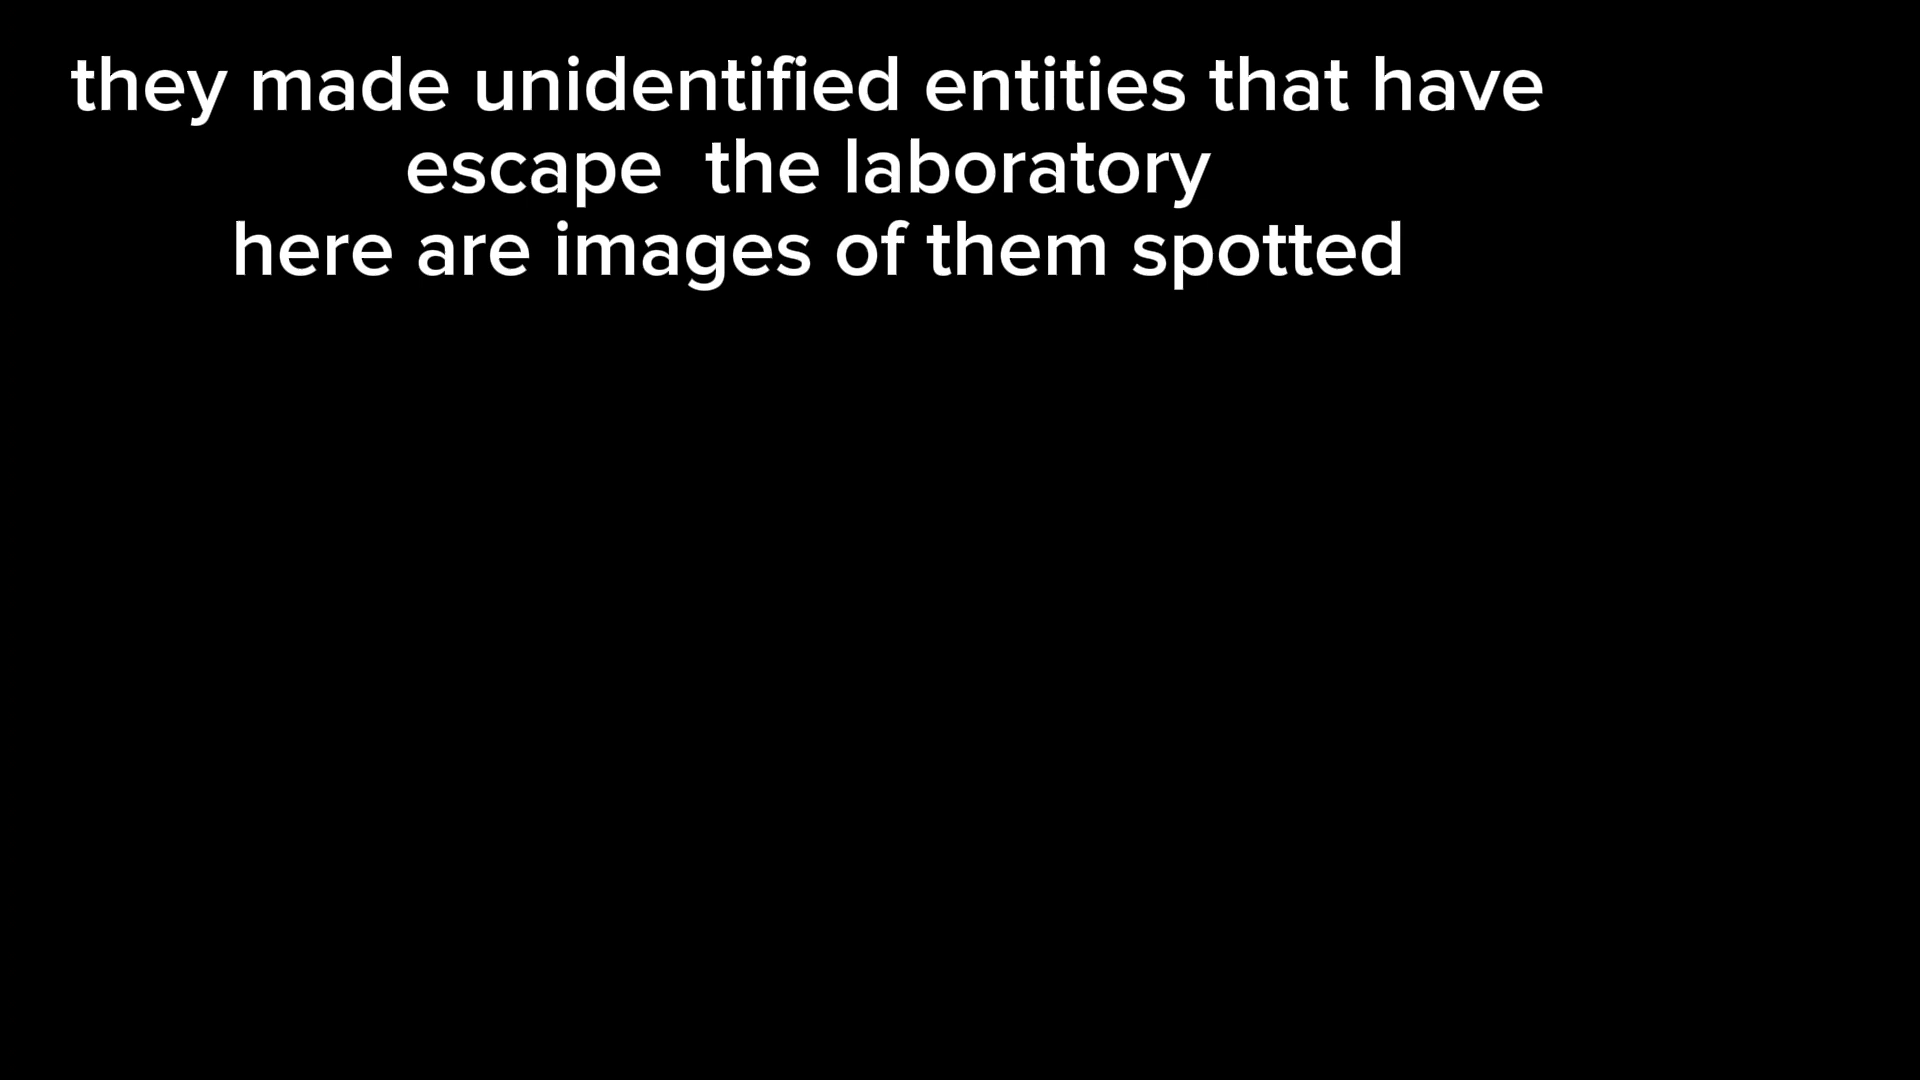 they made unidentified entities that have
escape  the laboratory
here are images of them spotted